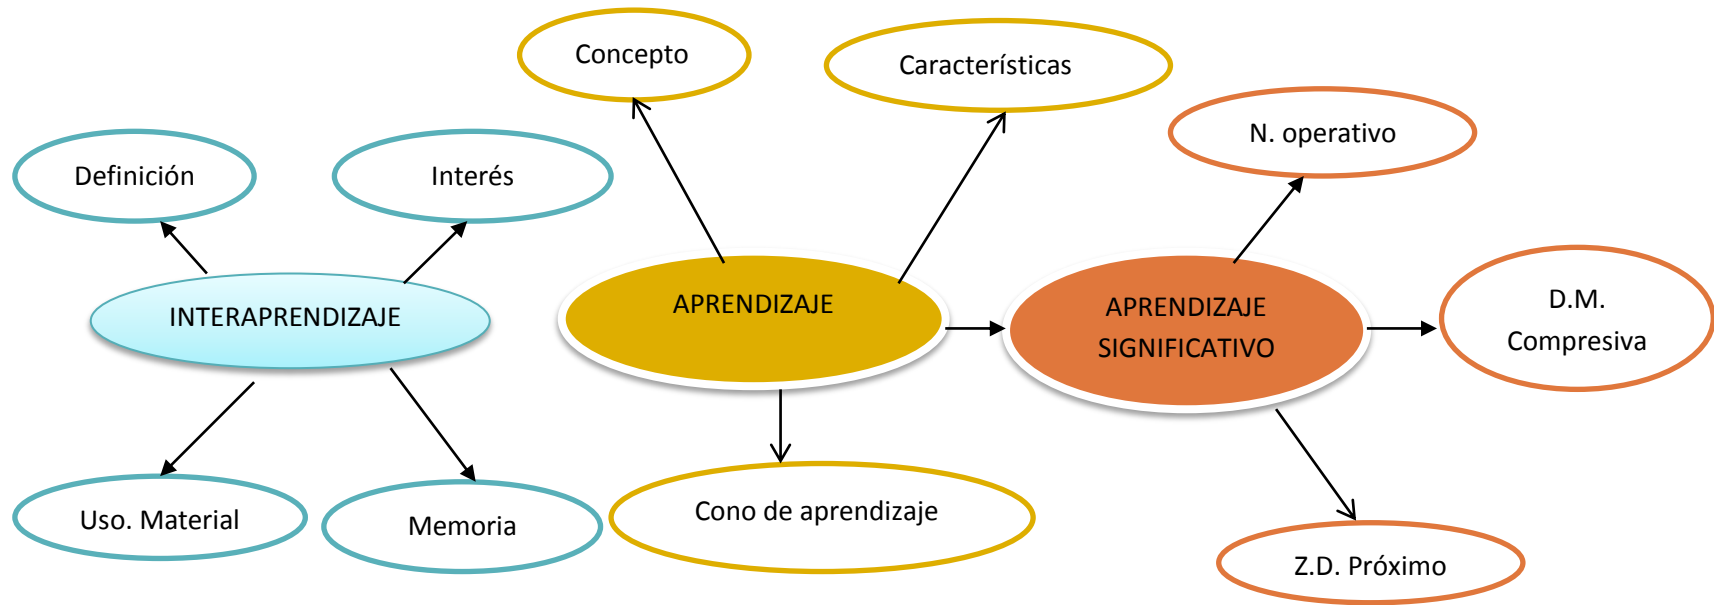 Concepto
Características
N. operativo
Definición
Interés
INTERAPRENDIZAJE
APRENDIZAJE
APRENDIZAJE
SIGNIFICATIVO
D.M.
Compresiva
Uso. Material
Memoria
Cono de aprendizaje
Z.D. Próximo